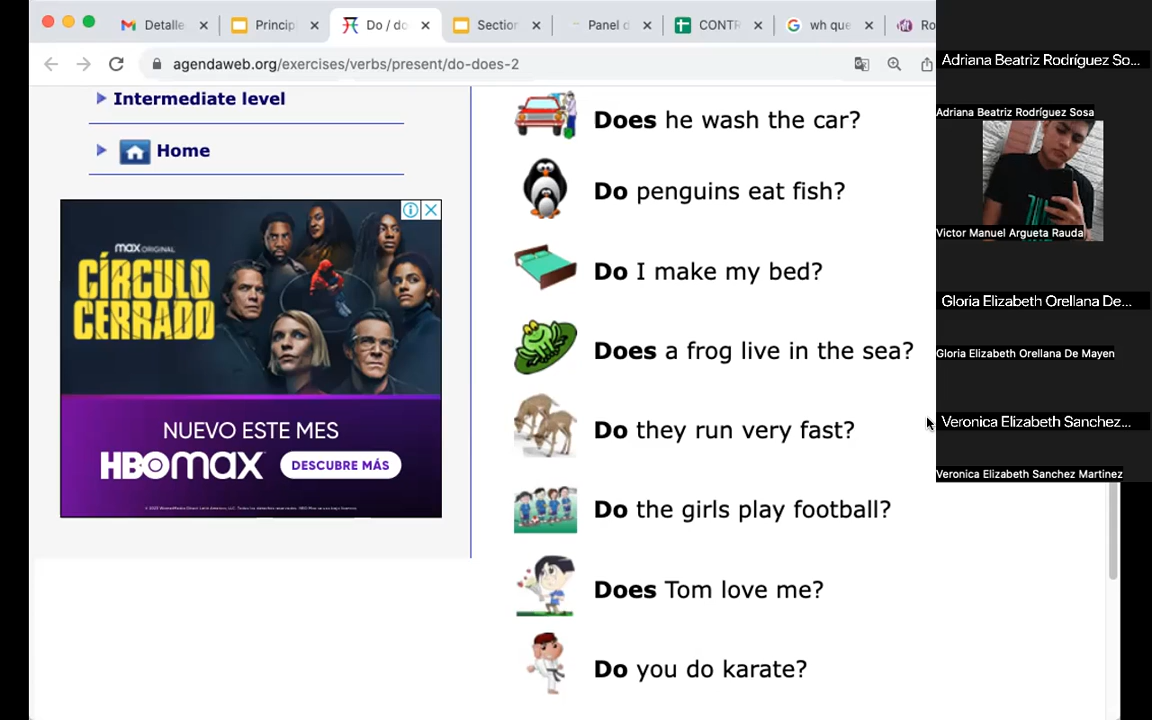 Detalle
Princip
Do / do
Section
Panel d
CONTR
wh que
Ro
agendaweb.org/exercises/verbs/present/do-does-2
Intermediate level
Home
max ORIGINAL
CÍRCULO
CERRADO
NUEVO ESTE MES
HBOmax
DESCUBRE MÁS
Does he wash the car?
Do penguins eat fish?
Do I make my bed?
Does a frog live in the sea?
Do they run very fast?
Do the girls play football?
Does Tom love me?
Do you do karate?
Adriana Beatriz Rodríguez So...
Adriana Beatriz Rodríguez Sosa
Victor Manuel Argueta Rauda
Gloria Elizabeth Orellana De...
Gloria Elizabeth Orellana De Mayen
Veronica Elizabeth Sanchez...
Veronica Elizabeth Sanchez Martinez